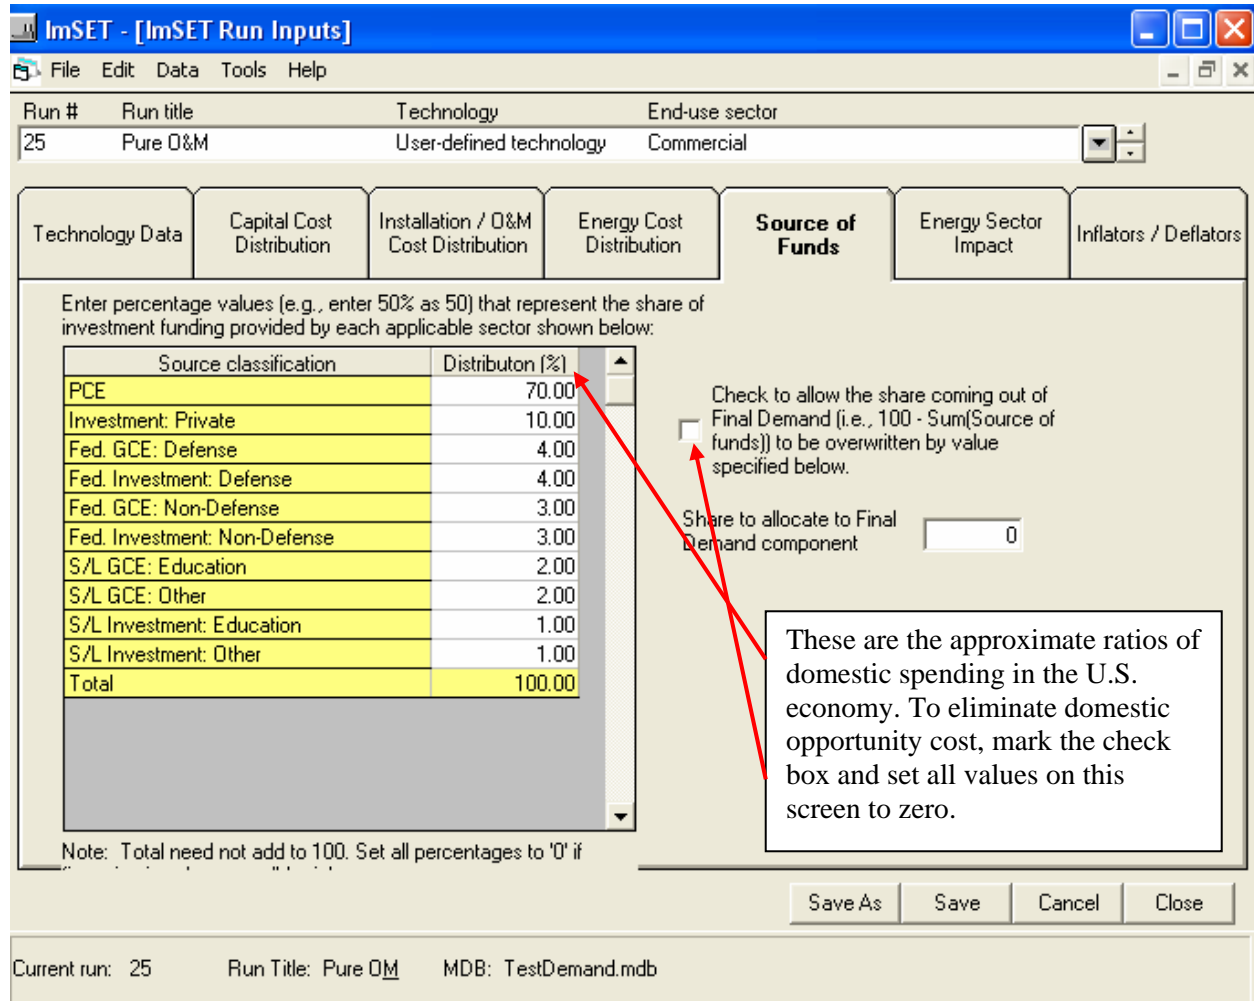 ImSET - [ImSET Run Inputs]
File Edit Data Tools Help
Run # Run title Technology End-use sector
25 Pure O&M User-defined technology Commercial
Technology Data
Capital Cost
Distribution
Installation / O&M
Cost Distribution
Energy Cost
Distribution
Source of
Funds
Energy Sector
Impact
Inflators / Deflators
Enter percentage values (e.g., enter 50% as 50) that represent the share of
investment funding provided by each applicable sector shown below:
Source classification Distributon (%)
PCE 70.00
Investment: Private 10.00
Fed. GCE: Defense 4.00
Fed. Investment: Defense 4.00
Fed. GCE: Non-Defense 3.00
Fed. Investment: Non-Defense 3.00
S/L GCE: Education 2.00
S/L GCE: Other 2.00
S/L Investment: Education 1.00
S/L Investment: Other 1.00
Total 100.00
Check to allow the share coming out of
Final Demand (i.e., 100 - Sum(Source of
funds)) to be overwritten by value
specified below.
Share to allocate to Final
Demand component
0
These are the approximate ratios of
domestic spending in the U.S.
economy. To eliminate domestic
opportunity cost, mark the check
box and set all values on this
screen to zero.
Note: Total need not add to 100. Set all percentages to '0' if
Save As Save Cancel Close
Current run: 25 Run Title: Pure OM MDB: TestDemand.mdb